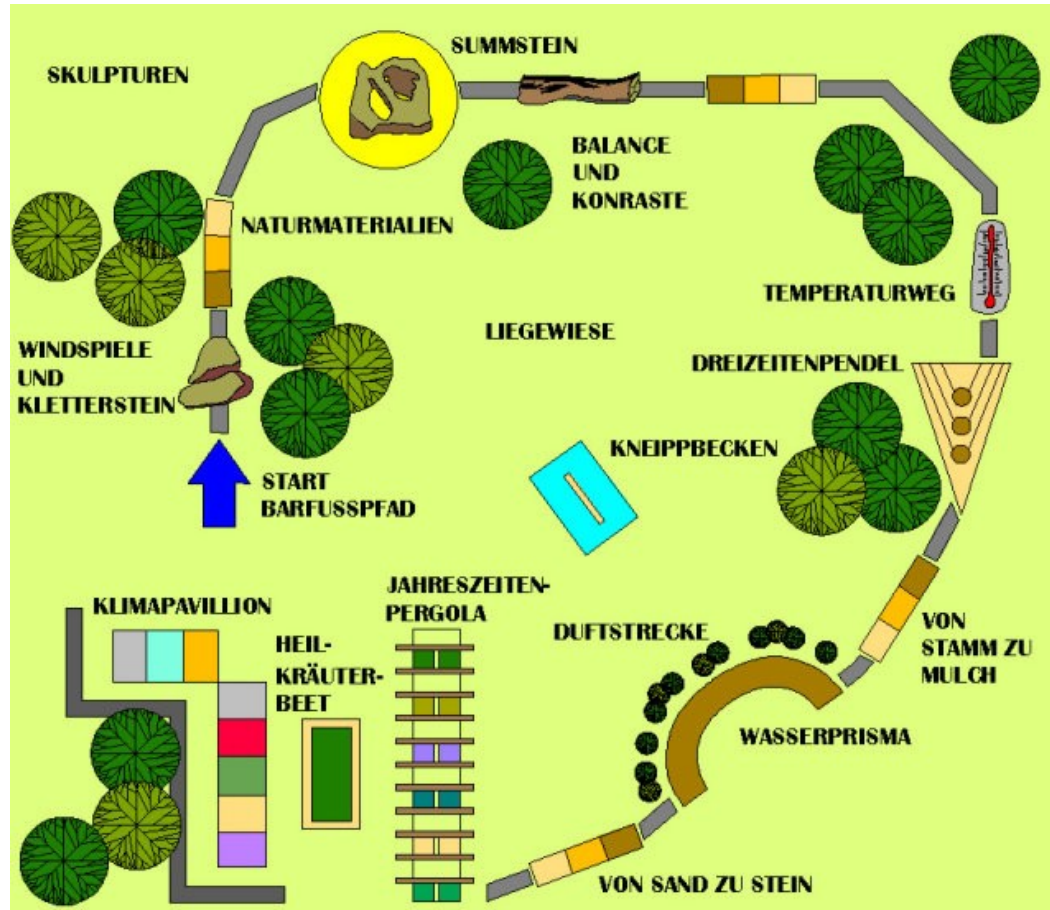 SUMMSTEIN
SKULPTUREN
BALANCE
UND
KONRASTE
NATURMATERIALIEN
TEMPERATURWEG
LIEGEWIESE
WINDSPIELE
UND
KLETTERSTEIN
DREIZEITENPENDEL
KNEIPPBECKEN
START
BARFUSSPFAD
JAHRESZEITEN-
PERGOLA
KLIMAPAVILLION
HEIL-
KRÄUTER-
BEET
DUFTSTRECKE
VON
STAMM ZU
MULCH
WASSERPRISMA
VON SAND ZU STEIN